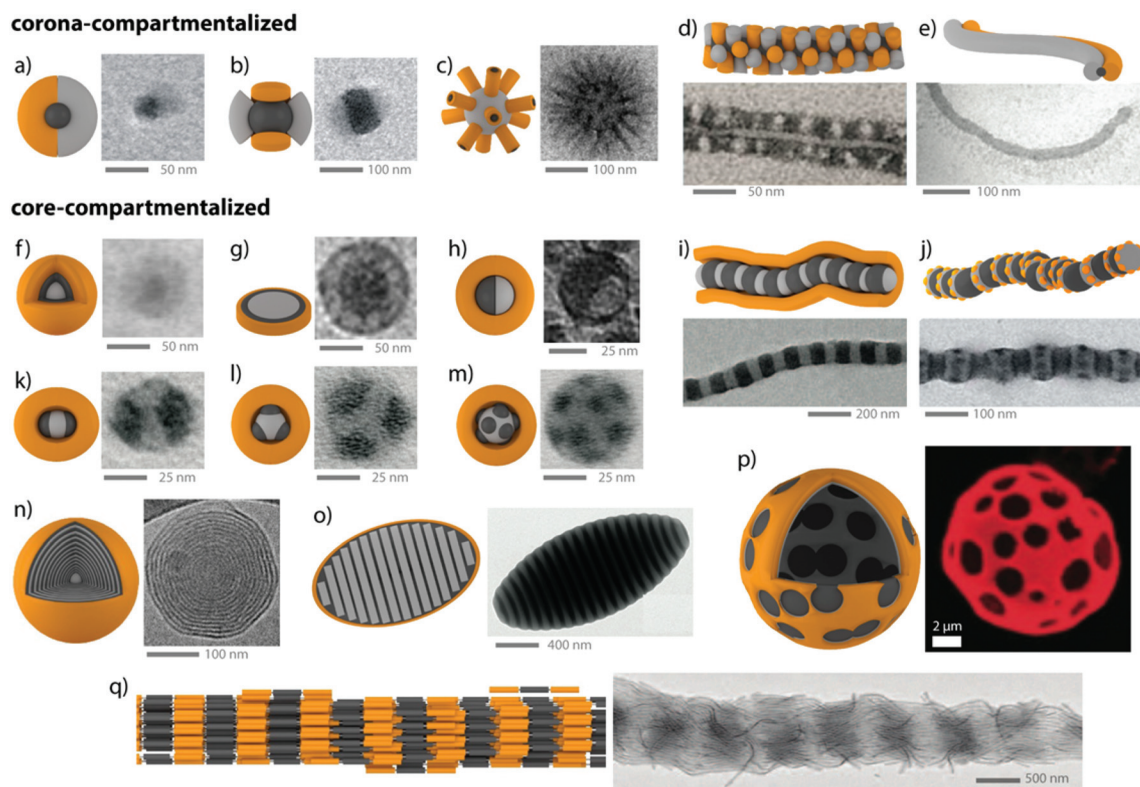 corona-compartmentalized
a)
50 nm
b)
100 nm
c)
100 nm
d)
50 nm
e)
100 nm
core-compartmentalized
f)
50 nm
g)
50 nm
h)
25 nm
i)
200 nm
j)
100 nm
k)
25 nm
l)
25 nm
m)
25 nm
n)
100 nm
o)
400 nm
p)
2 µm
q)
500 nm